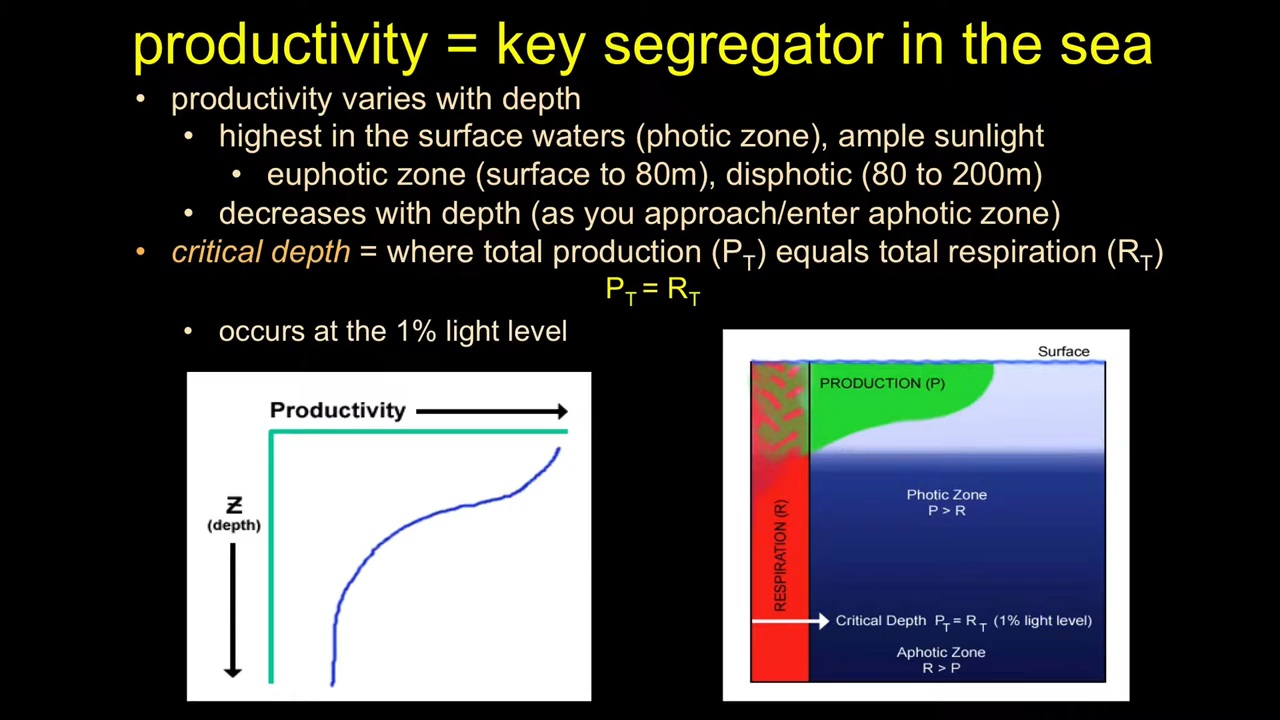 productivity = key segregator in the sea
• productivity varies with depth
• highest in the surface waters (photic zone), ample sunlight
• euphotic zone (surface to 80m), disphotic (80 to 200m)
• decreases with depth (as you approach/enter aphotic zone)
• critical depth = where total production (PT) equals total respiration (RT)
PT = RT
• occurs at the 1% light level
Productivity
Z
(depth)
Surface
PRODUCTION (P)
RESPIRATION (R)
Photic Zone
P > R
Critical Depth PT = RT (1% light level)
Aphotic Zone
R > P